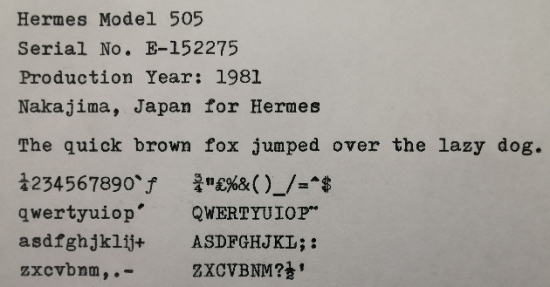 Hermes Model 505
Serial No. E-152275
Production Year: 1981
Nakajima, Japan for Hermes
The quick brown fox jumped over the lazy dog.
¼234567890`ƒ ¾"£%&()_/=^$
qwertyuiop´ QWERTYUIOP¨
asdfghjklij+ ASDFGHJKL;:
zxcvbnm,.- ZXCVBNM?½'